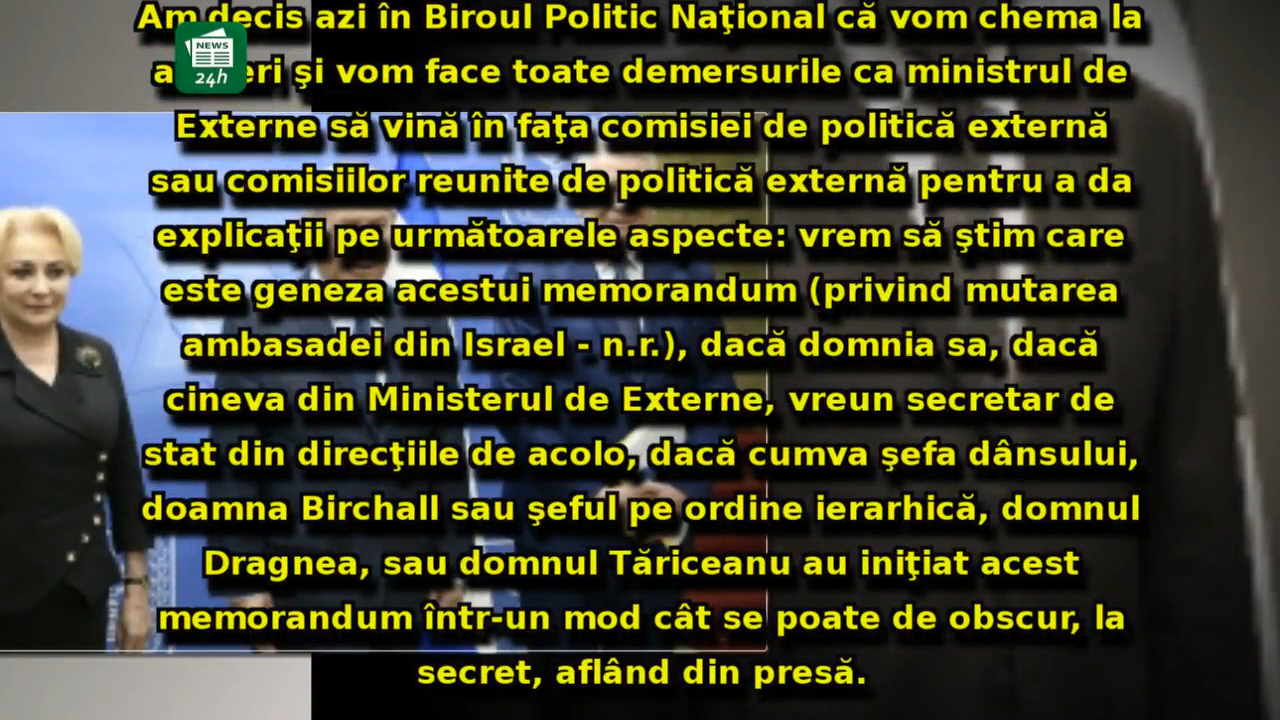 Am decis azi în Biroul Politic Naţional că vom chema la
şi vom face toate demersurile ca ministrul de
Externe să vină în faţa comisiei de politică externă
sau comisiilor reunite de politică externă pentru a da
explicaţii pe următoarele aspecte: vrem să ştim care
este geneza acestui memorandum (privind mutarea
ambasadei din Israel - n.r.), dacă domnia sa, dacă
cineva din Ministerul de Externe, vreun secretar de
stat din direcţiile de acolo, dacă cumva şefa dânsului,
doamna Birchall sau şeful pe ordine ierarhică, domnul
Dragnea, sau domnul Tăriceanu au iniţiat acest
memorandum într-un mod cât se poate de obscur, la
secret, aflând din presă.
NEWS
24h